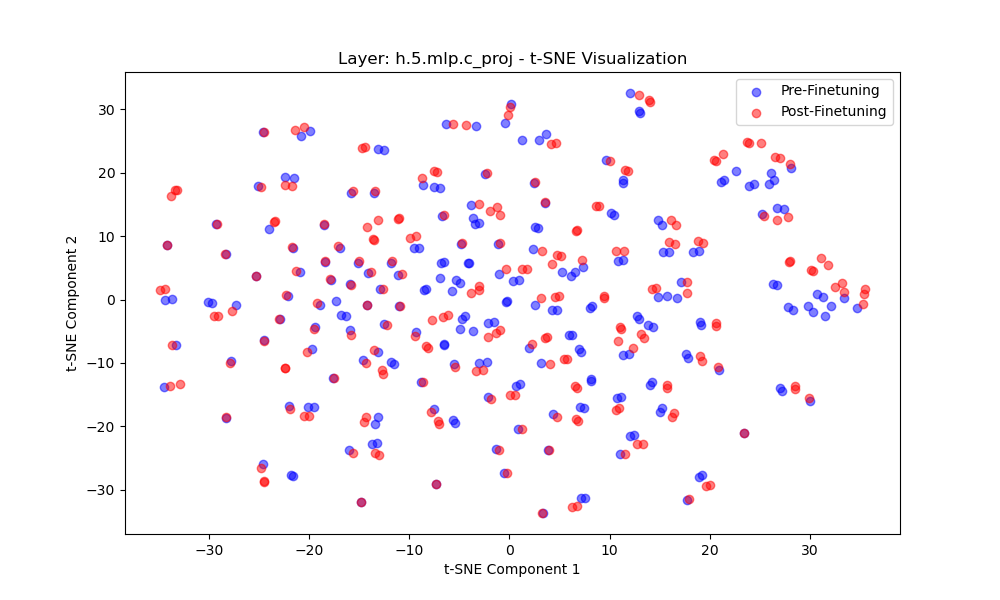 Layer: h.5.mlp.c_proj - t-SNE Visualization
Pre-Finetuning
Post-Finetuning
t-SNE Component 2
30
20
10
0
−10
−20
−30
−30
−20
−10
0
10
20
30
t-SNE Component 1